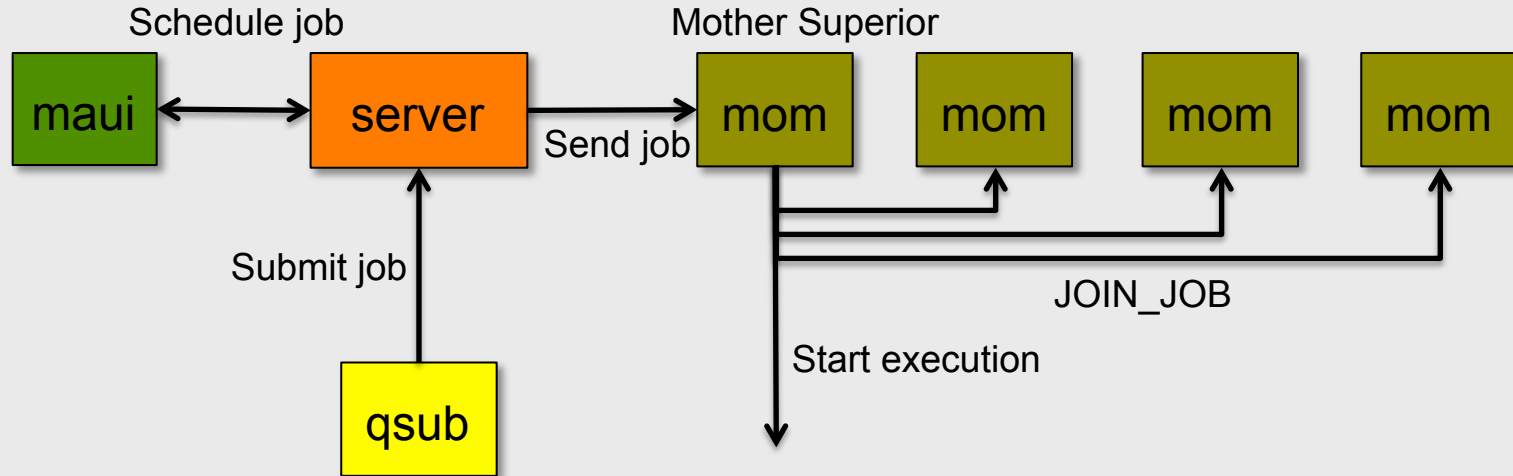 Schedule job
Mother Superior
maui
server
mom
mom
mom
mom
Send job
Submit job
JOIN_JOB
Start execution
qsub